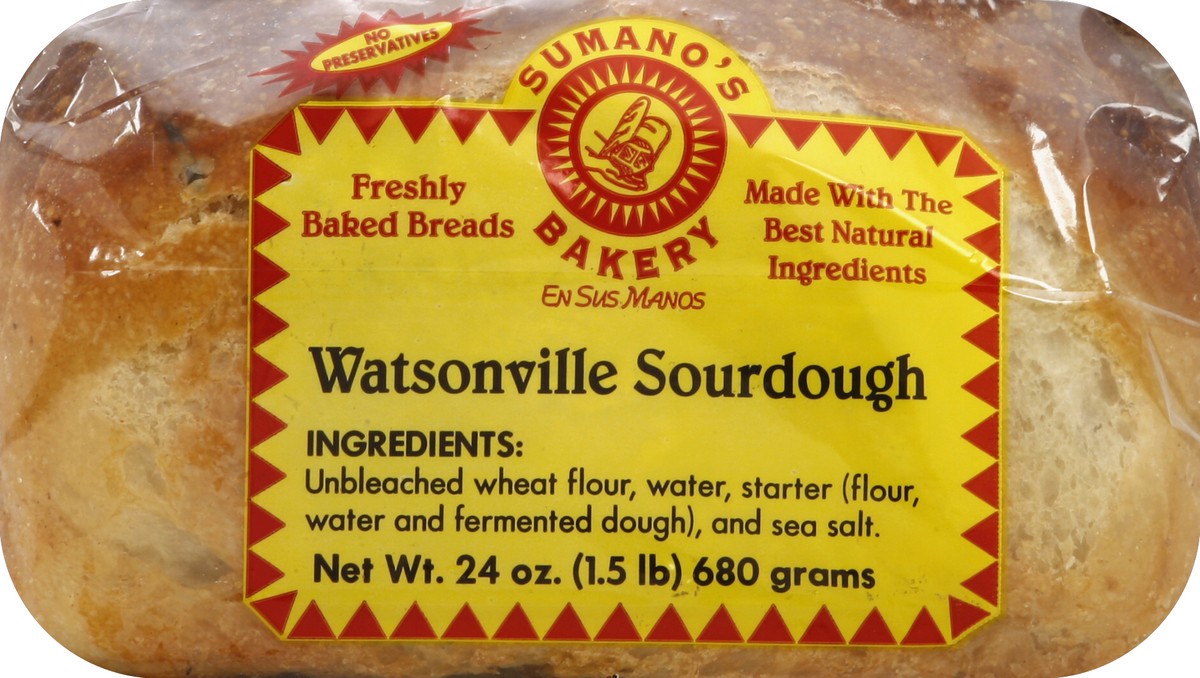 NO
PRESERVATIVES
SUMANO'S
BAKERY
EN SUS MANOS
Freshly
Baked Breads
Made With The
Best Natural
Ingredients
Watsonville Sourdough
INGREDIENTS:
Unbleached wheat flour, water, starter (flour,
water and fermented dough), and sea salt.
Net Wt. 24 oz. (1.5 lb) 680 grams